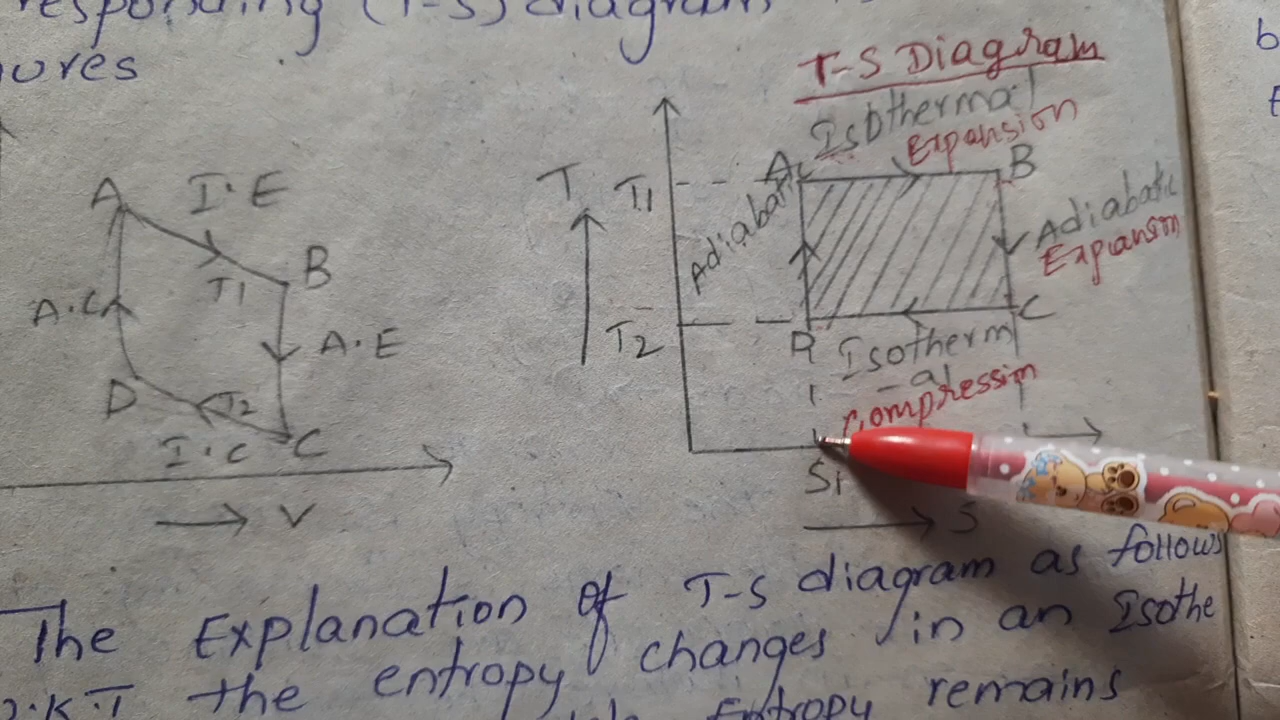 responding (T-S) diagram
ures
T-S Diagram
Isothermal
Expansion
A
I.E
B
T1
A.C
A.E
D
T2
C
I.C
V
T
T1
A
B
Adiabatic
Adiabatic
Expansion
T2
D
C
Isotherm
-al
Compression
S1
S
The Explanation of T-S diagram as follows
the entropy changes in an Isothe
Entropy remains